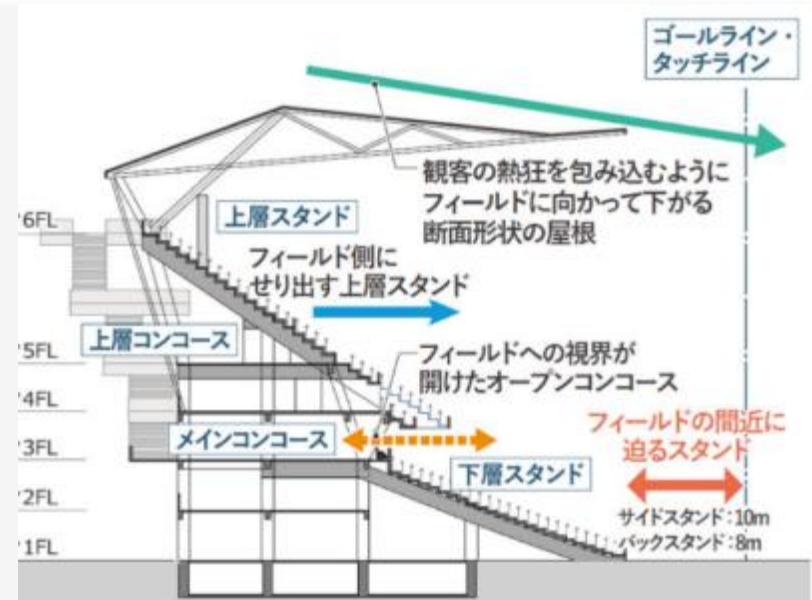 ゴールライン・
タッチライン
観客の熱狂を包み込むように
フィールドに向かって下がる
断面形状の屋根
上層スタンド
フィールド側に
せり出す上層スタンド
上層コンコース
フィールドへの視界が
開けたオープンコンコース
メインコンコース
下層スタンド
フィールドの間近に
迫るスタンド
サイドスタンド:10m
バックスタンド:8m
6FL
5FL
4FL
3FL
2FL
1FL